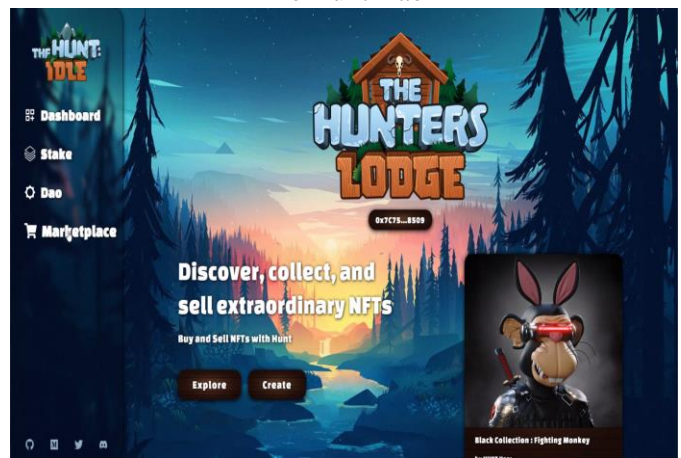 THE HUNT:
IDLE
Dashboard
Stake
Dao
Marketplace
THE
HUNTERS
LODGE
0x7C75...8509
Discover, collect, and
sell extraordinary NFTs
Buy and Sell NFTs with Hunt
Explore
Create
Black Collection : Fighting Monkey